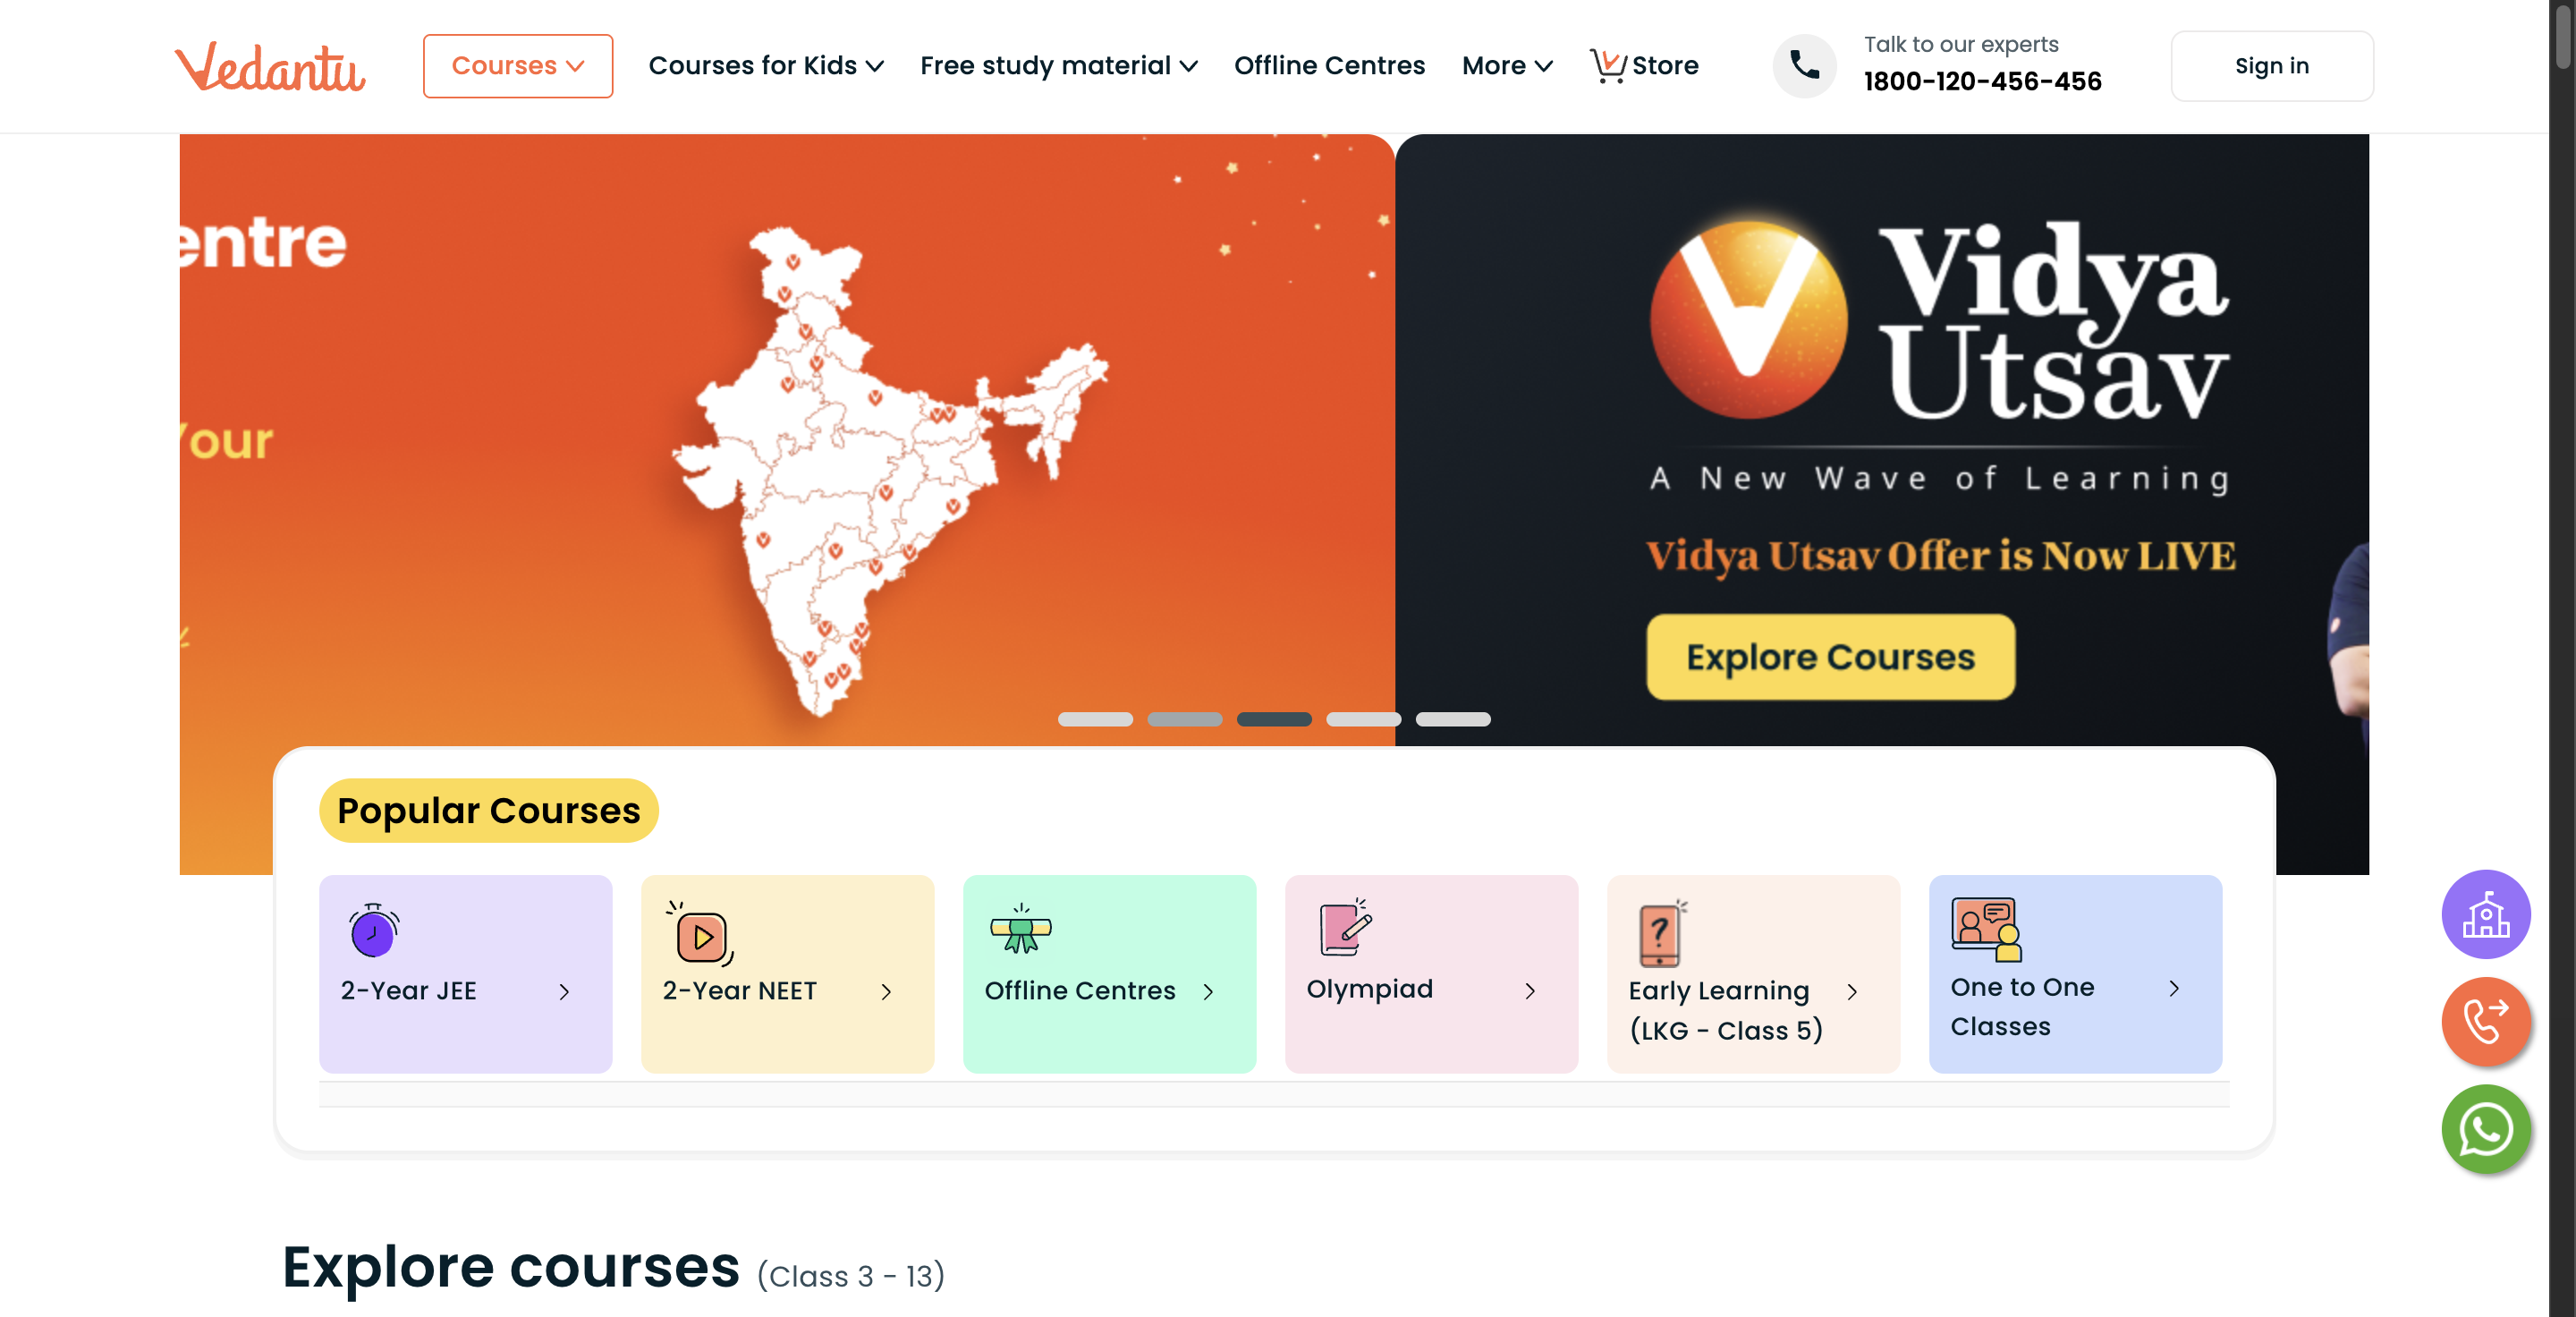 Vedantu
Courses
Courses for Kids
Free study material
Offline Centres
More
Store
Talk to our experts
1800-120-456-456
Sign in
entre
Your
Vidya
Utsav
A New Wave of Learning
Vidya Utsav Offer is Now LIVE
Explore Courses
Popular Courses
2-Year JEE
2-Year NEET
Offline Centres
Olympiad
?
Early Learning
(LKG - Class 5)
One to One
Classes
Explore courses (Class 3 - 13)